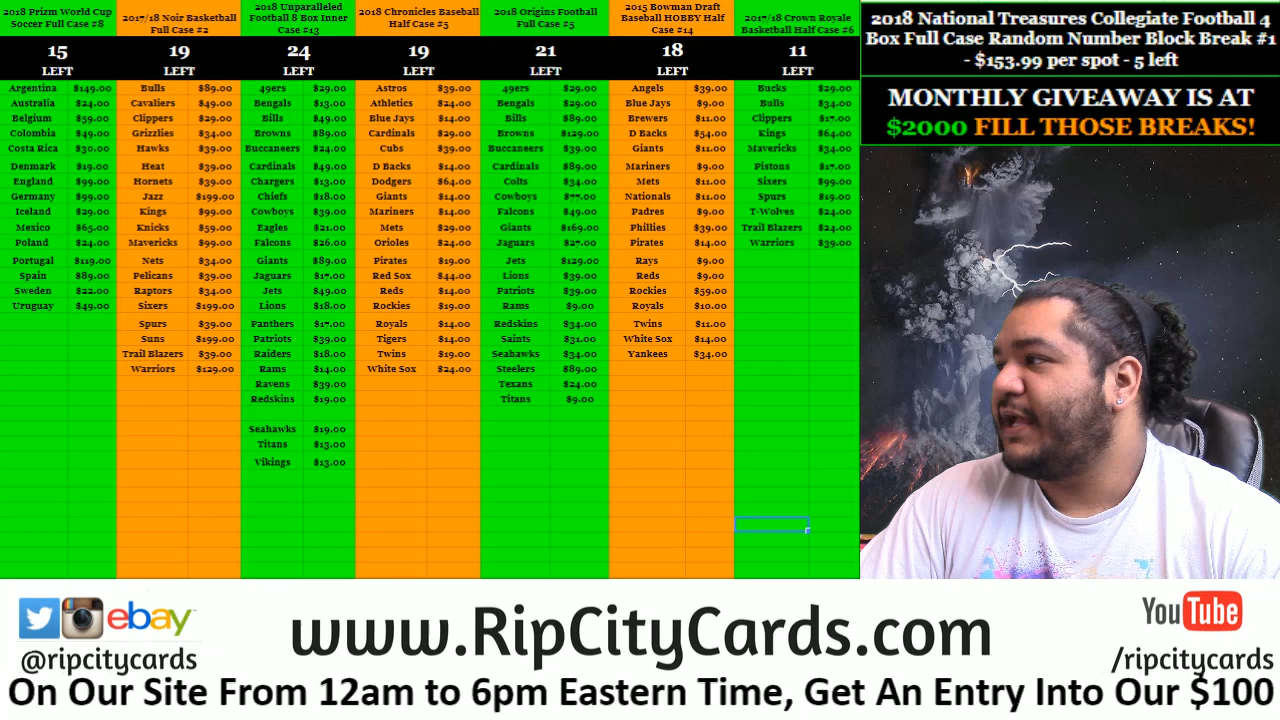 2018 Prizm World Cup Soccer Full Case #8
15
LEFT
Argentina $149.00
Australia $24.00
Belgium $59.00
Colombia $49.00
Costa Rica $30.00
Denmark $19.00
England $99.00
Germany $99.00
Iceland $29.00
Mexico $65.00
Poland $24.00
Portugal $119.00
Spain $89.00
Sweden $22.00
Uruguay $49.00
2017/18 Noir Basketball Full Case #2
19
LEFT
Bulls $89.00
Cavaliers $49.00
Clippers $29.00
Grizzlies $34.00
Hawks $39.00
Heat $39.00
Hornets $39.00
Jazz $199.00
Kings $99.00
Knicks $59.00
Mavericks $99.00
Nets $34.00
Pelicans $39.00
Raptors $34.00
Sixers $199.00
Spurs $39.00
Suns $199.00
Trail Blazers $39.00
Warriors $129.00
2018 Unparalleled Football 8 Box Inner Case #13
24
LEFT
49ers $29.00
Bengals $13.00
Bills $49.00
Browns $89.00
Buccaneers $24.00
Cardinals $49.00
Chargers $13.00
Chiefs $18.00
Cowboys $39.00
Eagles $21.00
Falcons $26.00
Giants $89.00
Jaguars $17.00
Jets $49.00
Lions $18.00
Panthers $17.00
Patriots $39.00
Raiders $18.00
Rams $14.00
Ravens $39.00
Redskins $19.00
Seahawks $19.00
Titans $13.00
Vikings $13.00
2018 Chronicles Baseball Half Case #5
19
LEFT
Astros $39.00
Athletics $24.00
Blue Jays $14.00
Cardinals $29.00
Cubs $39.00
D Backs $14.00
Dodgers $64.00
Giants $14.00
Mariners $14.00
Mets $29.00
Orioles $24.00
Pirates $19.00
Red Sox $44.00
Reds $14.00
Rockies $19.00
Royals $14.00
Tigers $14.00
Twins $19.00
White Sox $24.00
2018 Origins Football Full Case #5
21
LEFT
49ers $29.00
Bengals $29.00
Bills $89.00
Browns $129.00
Buccaneers $39.00
Cardinals $89.00
Colts $34.00
Cowboys $77.00
Falcons $49.00
Giants $169.00
Jaguars $27.00
Jets $129.00
Lions $39.00
Patriots $39.00
Rams $9.00
Redskins $34.00
Saints $31.00
Seahawks $34.00
Steelers $89.00
Texans $24.00
Titans $9.00
2015 Bowman Draft Baseball HOBBY Half Case #14
18
LEFT
Angels $39.00
Blue Jays $9.00
Brewers $11.00
D Backs $54.00
Giants $11.00
Mariners $9.00
Mets $11.00
Nationals $11.00
Padres $9.00
Phillies $39.00
Pirates $14.00
Rays $9.00
Reds $9.00
Rockies $59.00
Royals $10.00
Twins $11.00
White Sox $14.00
Yankees $34.00
2017/18 Crown Royale Basketball Half Case #6
11
LEFT
Bucks $29.00
Bulls $34.00
Clippers $17.00
Kings $64.00
Mavericks $34.00
Pistons $17.00
Sixers $99.00
Spurs $19.00
T-Wolves $24.00
Trail Blazers $24.00
Warriors $39.00
2018 National Treasures Collegiate Football 4
Box Full Case Random Number Block Break #1
- $153.99 per spot - 5 left
MONTHLY GIVEAWAY IS AT
$2000 FILL THOSE BREAKS!
ebay
@ripcitycards
www.RipCityCards.com
YouTube
/ripcitycards
On Our Site From 12am to 6pm Eastern Time, Get An Entry Into Our $100